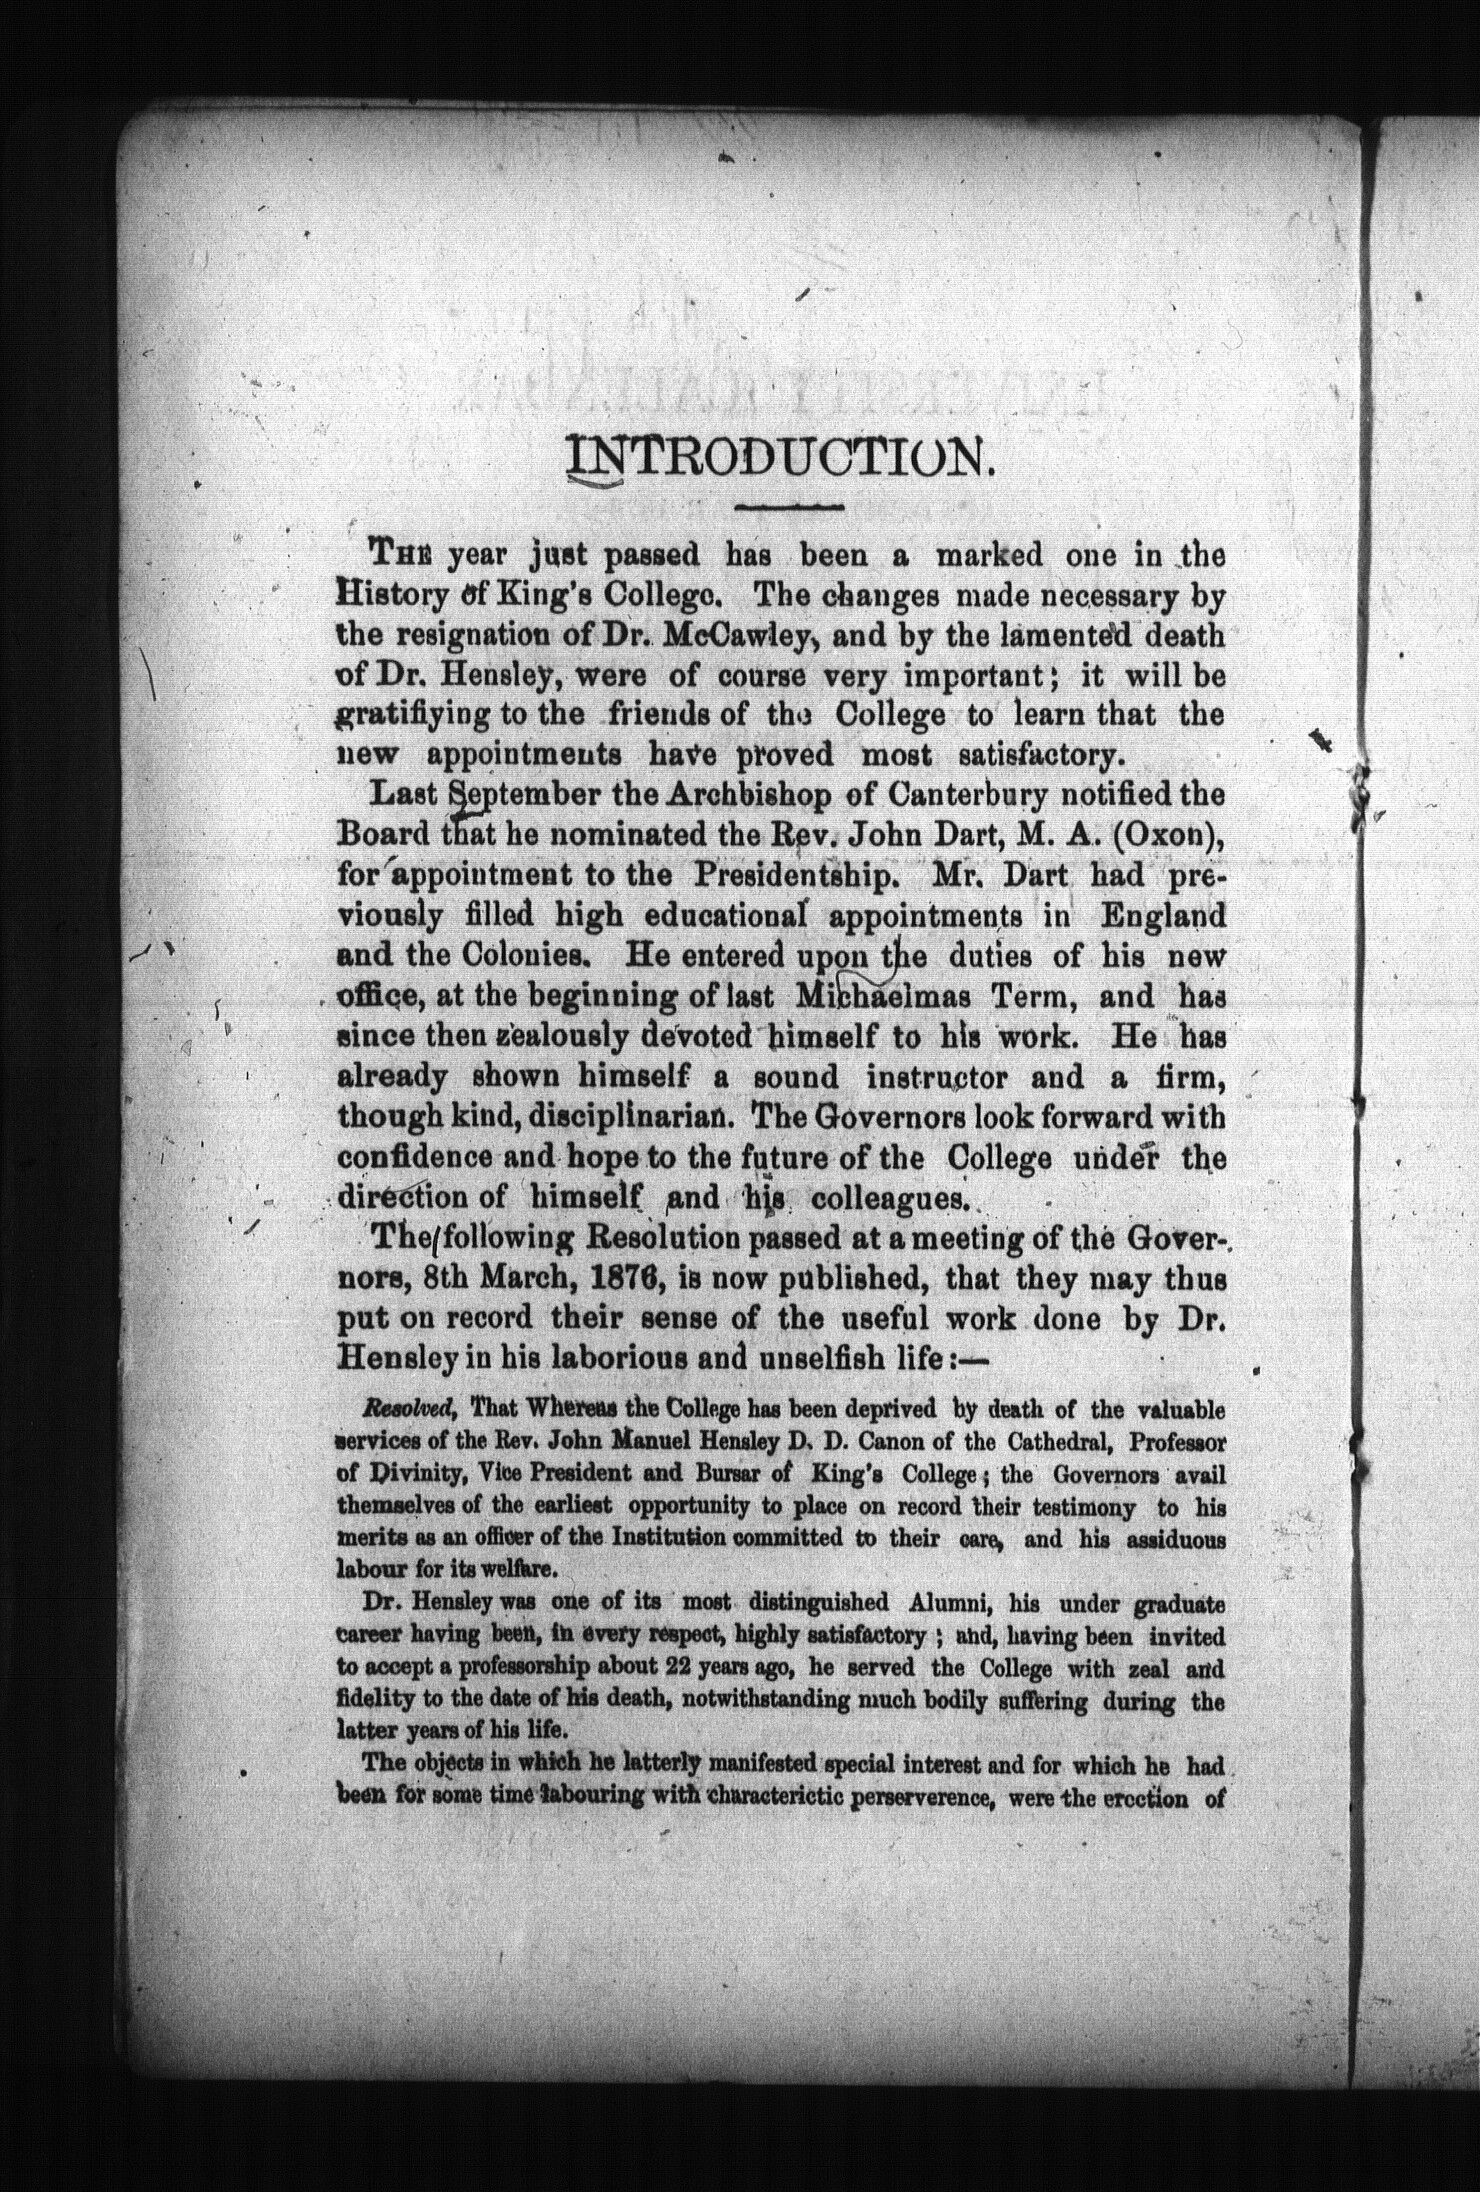 INTRODUCTION.
THE year just passed has been a marked one in the
History of King's College. The changes made necessary by
the resignation of Dr. McCawley, and by the lamented death
of Dr. Hensley, were of course very important; it will be
gratifiying to the friends of the College to learn that the
new appointments have proved most satisfactory.
Last September the Archbishop of Canterbury notified the
Board that he nominated the Rev. John Dart, M. A. (Oxon),
for appointment to the Presidentship. Mr. Dart had pre-
viously filled high educational appointments in England
and the Colonies. He entered upon the duties of his new
office, at the beginning of last Michaelmas Term, and has
since then zealously devoted himself to his work. He has
already shown himself a sound instructor and a firm,
though kind, disciplinarian. The Governors look forward with
confidence and hope to the future of the College under the
direction of himself and his colleagues.
The following Resolution passed at a meeting of the Gover-
nors, 8th March, 1876, is now published, that they may thus
put on record their sense of the useful work done by Dr.
Hensley in his laborious and unselfish life:—
Resolved, That Whereas the College has been deprived by death of the valuable
services of the Rev. John Manuel Hensley D. D. Canon of the Cathedral, Professor
of Divinity, Vice President and Bursar of King's College; the Governors avail
themselves of the earliest opportunity to place on record their testimony to his
merits as an officer of the Institution committed to their care, and his assiduous
labour for its welfare.
Dr. Hensley was one of its most distinguished Alumni, his under graduate
career having been, in every respect, highly satisfactory; and, having been invited
to accept a professorship about 22 years ago, he served the College with zeal and
fidelity to the date of his death, notwithstanding much bodily suffering during the
latter years of his life.
The objects in which he latterly manifested special interest and for which he had
been for some time labouring with characterictic perserverence, were the erection of